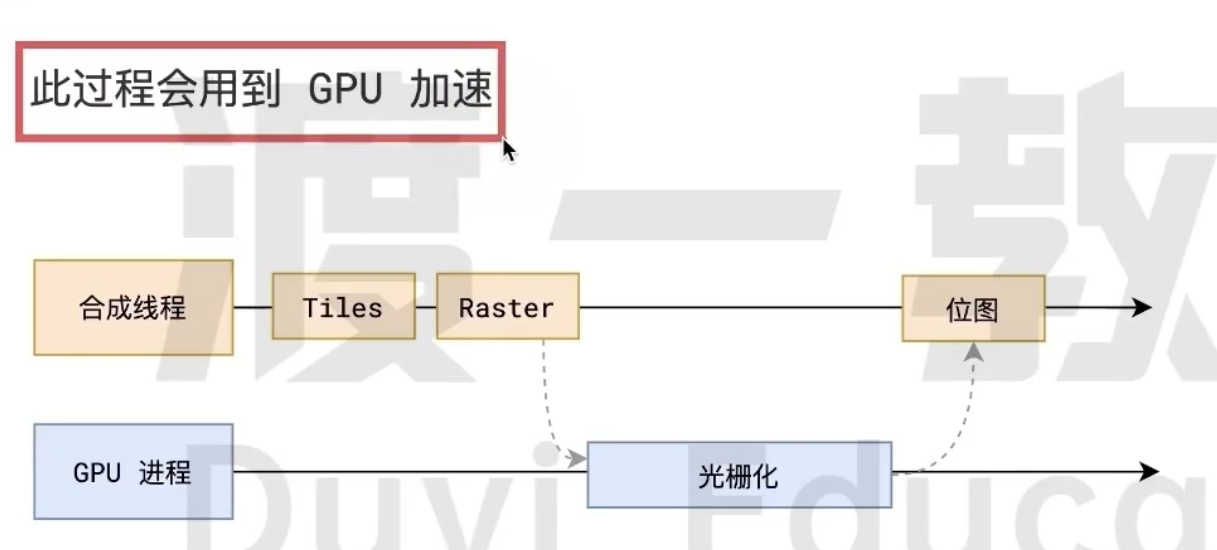 此过程会用到 GPU 加速
渡一教
合成线程
Tiles
Raster
位图
GPU 进程
光栅化
Duyi Educa